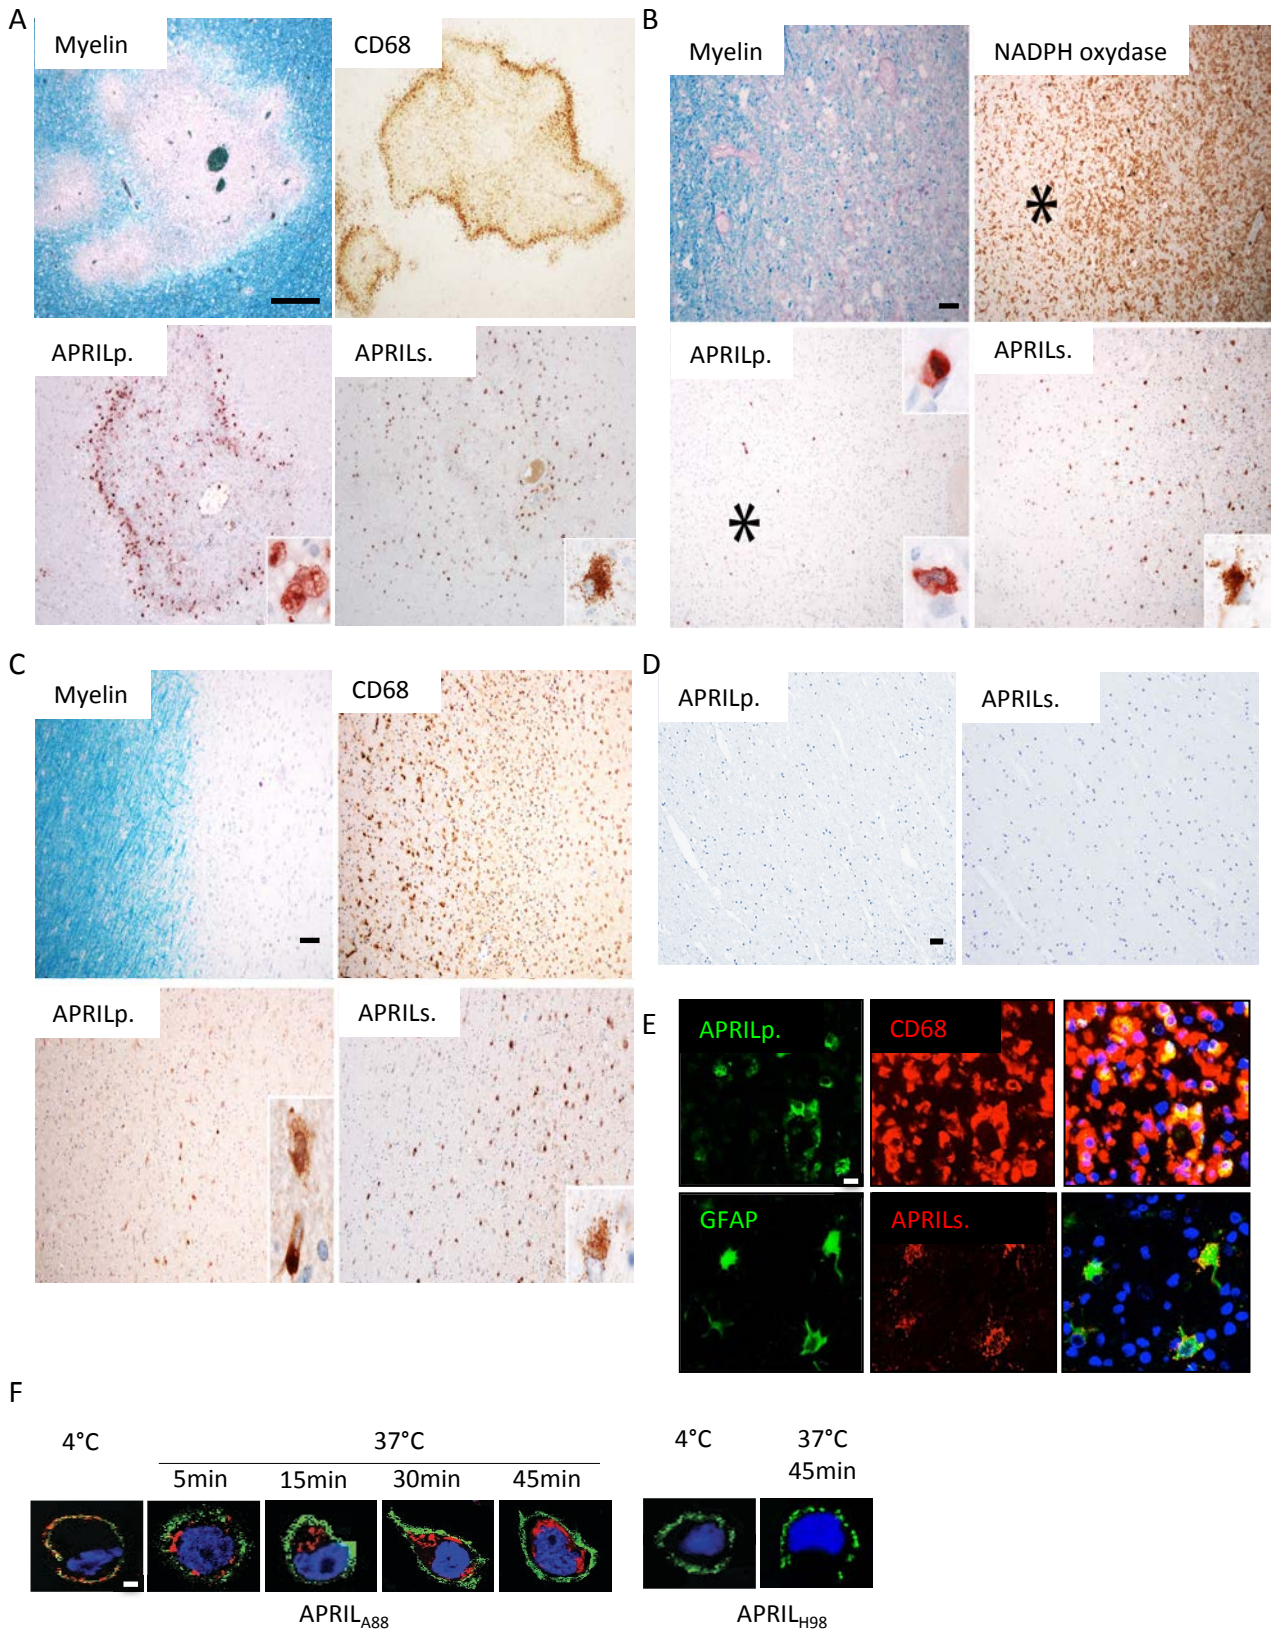 A
Myelin
CD68
APRILp.
APRILs.
B
Myelin
NADPH oxydase
*
APRILp.
APRILs.
*
C
Myelin
CD68
APRILp.
APRILs.
D
APRILp.
APRILs.
E
APRILp.
CD68
GFAP
APRILs.
F
4°C
37°C
5min
15min
30min
45min
APRILA88
4°C
37°C
45min
APRILH98